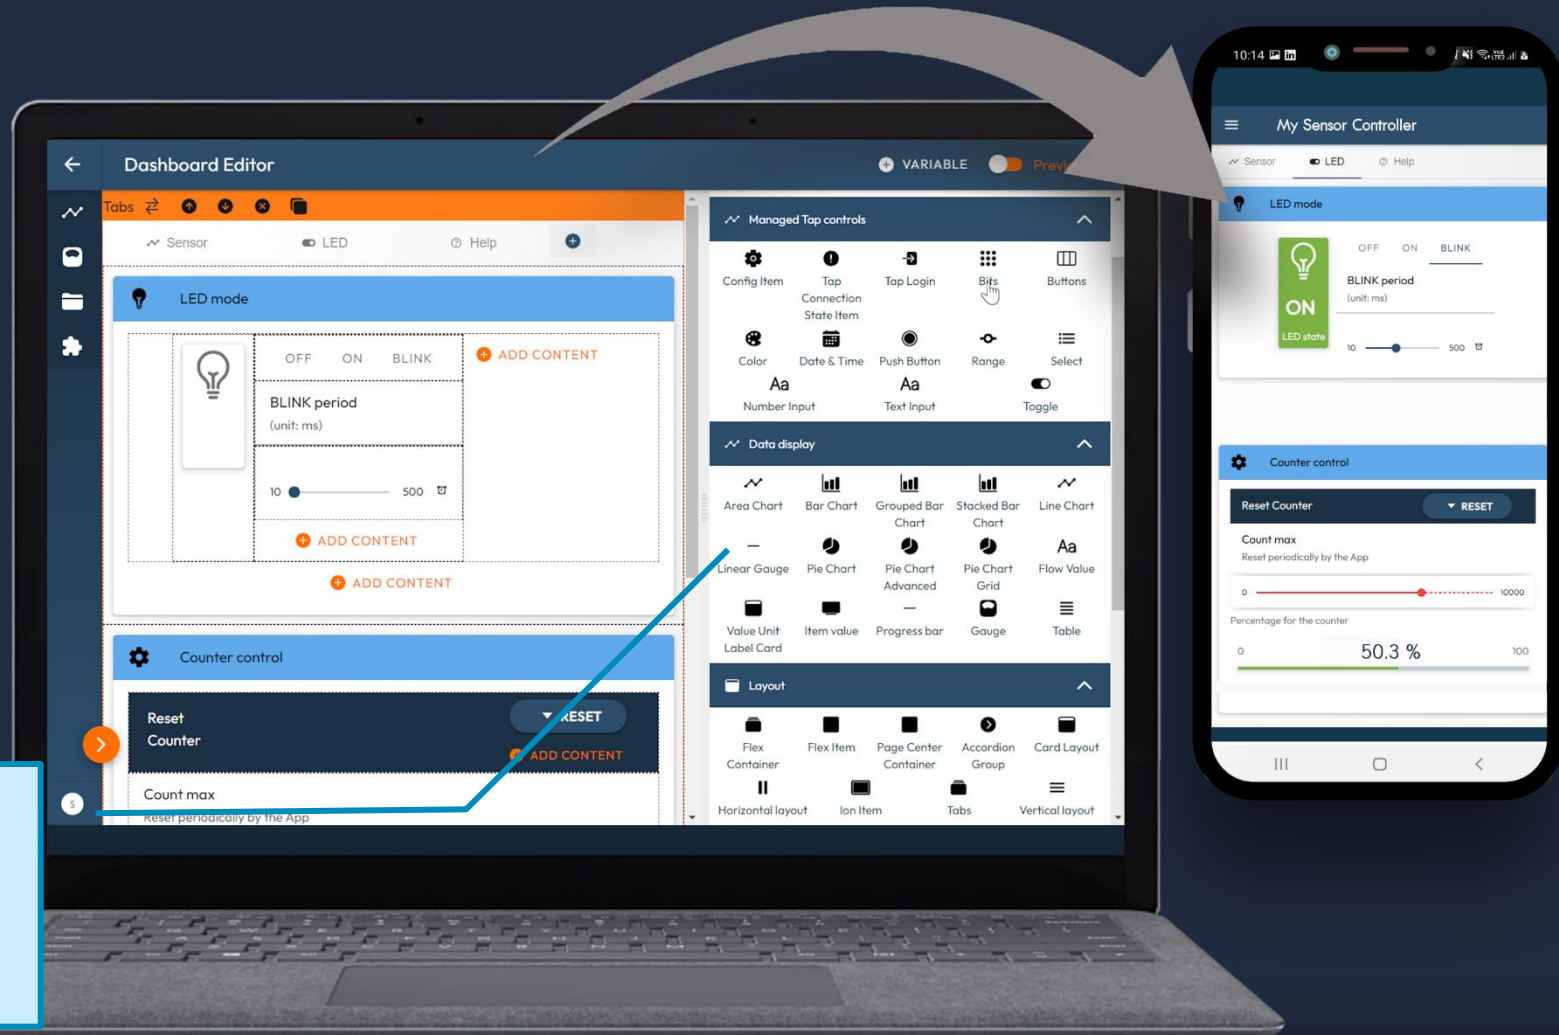 Dashboard Editor
VARIABLE
Tabs
Sensor
LED
Help
LED mode
OFF ON BLINK
ADD CONTENT
BLINK period
(unit: ms)
10
500
ADD CONTENT
ADD CONTENT
Counter control
Reset
Counter
RESET
ADD CONTENT
Count max
Reset periodically by the App
S
Managed Tap controls
Config Item
Tap
Connection
State Item
Tap Login
Bits
Buttons
Color
Date & Time
Push Button
Range
Select
Aa
Number Input
Aa
Text Input
Toggle
Data display
Area Chart
Bar Chart
Grouped Bar
Chart
Stacked Bar
Chart
Line Chart
Linear Gauge
Pie Chart
Pie Chart
Advanced
Pie Chart
Grid
Aa
Flow Value
Value Unit
Label Card
Item value
Progress bar
Gauge
Table
Layout
Flex
Container
Flex Item
Page Center
Container
Accordion
Group
Card Layout
Horizontal layout
Ion Item
Tabs
Vertical layout
10:14
in
My Sensor Controller
Sensor
LED
Help
LED mode
ON
LED state
OFF ON BLINK
BLINK period
(unit: ms)
10
500
Counter control
Reset Counter
RESET
Count max
Reset periodically by the App
0
10000
Percentage for the counter
0
50.3 %
100